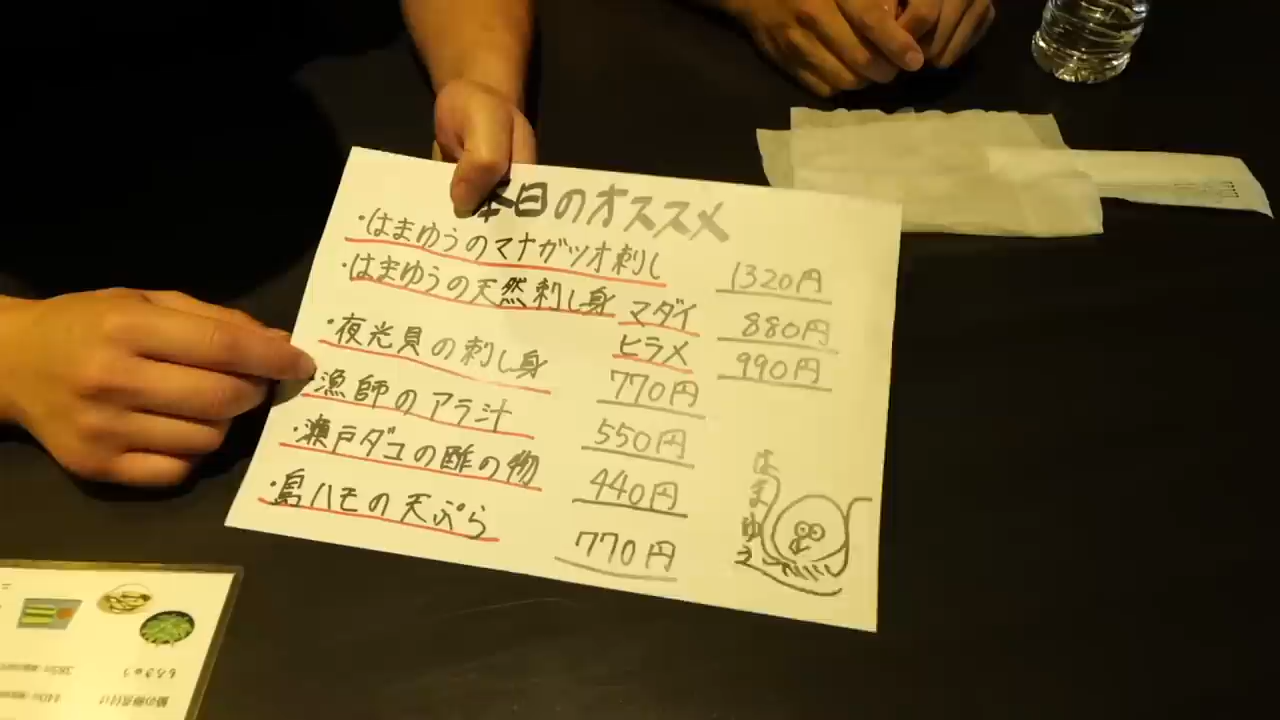 本日のオススメ
・はまゆうのマナガツオ刺し 1320円
・はまゆうの天然刺し身 マダイ 880円
ヒラメ 990円
・夜光貝の刺し身 770円
・漁師のアラ汁 550円
・瀬戸ダコの酢の物 440円
・島ハモの天ぷら 770円
はまゆう
もろきゅう